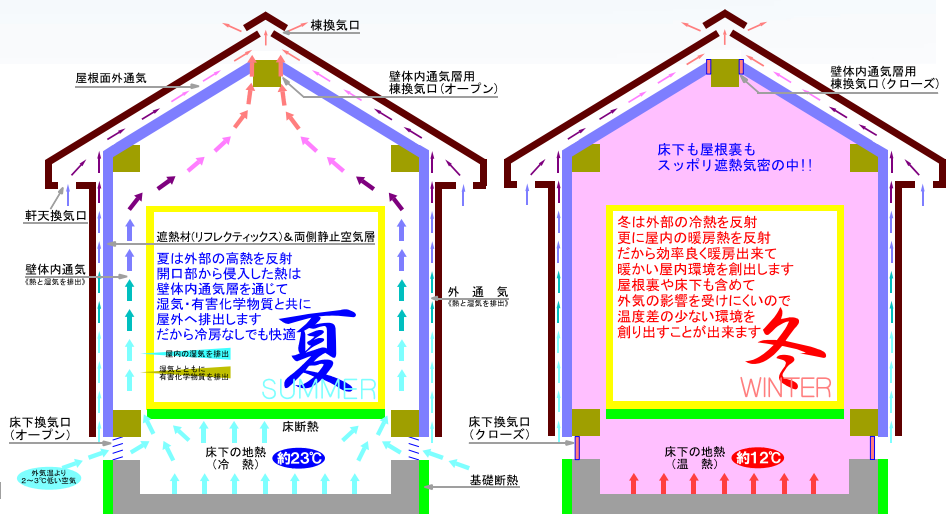 棟換気口
屋根面外通気
壁体内通気層用
棟換気口(オープン)
軒天換気口
遮熱材(リフレクティックス)&両側静止空気層
夏は外部の高熱を反射
開口部から侵入した熱は
壁体内通気層を通じて
湿気・有害化学物質と共に
屋外へ排出します
だから冷房なしでも快適
壁体内通気
《熱と湿気を排出》
外通気
《熱と湿気を排出》
屋内の湿気を排出
湿気とともに
有害化学物質を排出
夏
SUMMER
床下換気口
(オープン)
床断熱
床下の地熱
(冷熱)
約23℃
外気温より
2〜3℃低い空気
基礎断熱
壁体内通気層用
棟換気口(クローズ)
床下も屋根裏も
スッポリ遮熱気密の中!!
冬は外部の冷熱を反射
更に屋内の暖房熱を反射
だから効率良く暖房出来て
暖かい屋内環境を創出します
屋根裏や床下も含めて
外気の影響を受けにくいので
温度差の少ない環境を
創り出すことが出来ます
冬
WINTER
床下換気口
(クローズ)
床下の地熱
(温熱)
約12℃